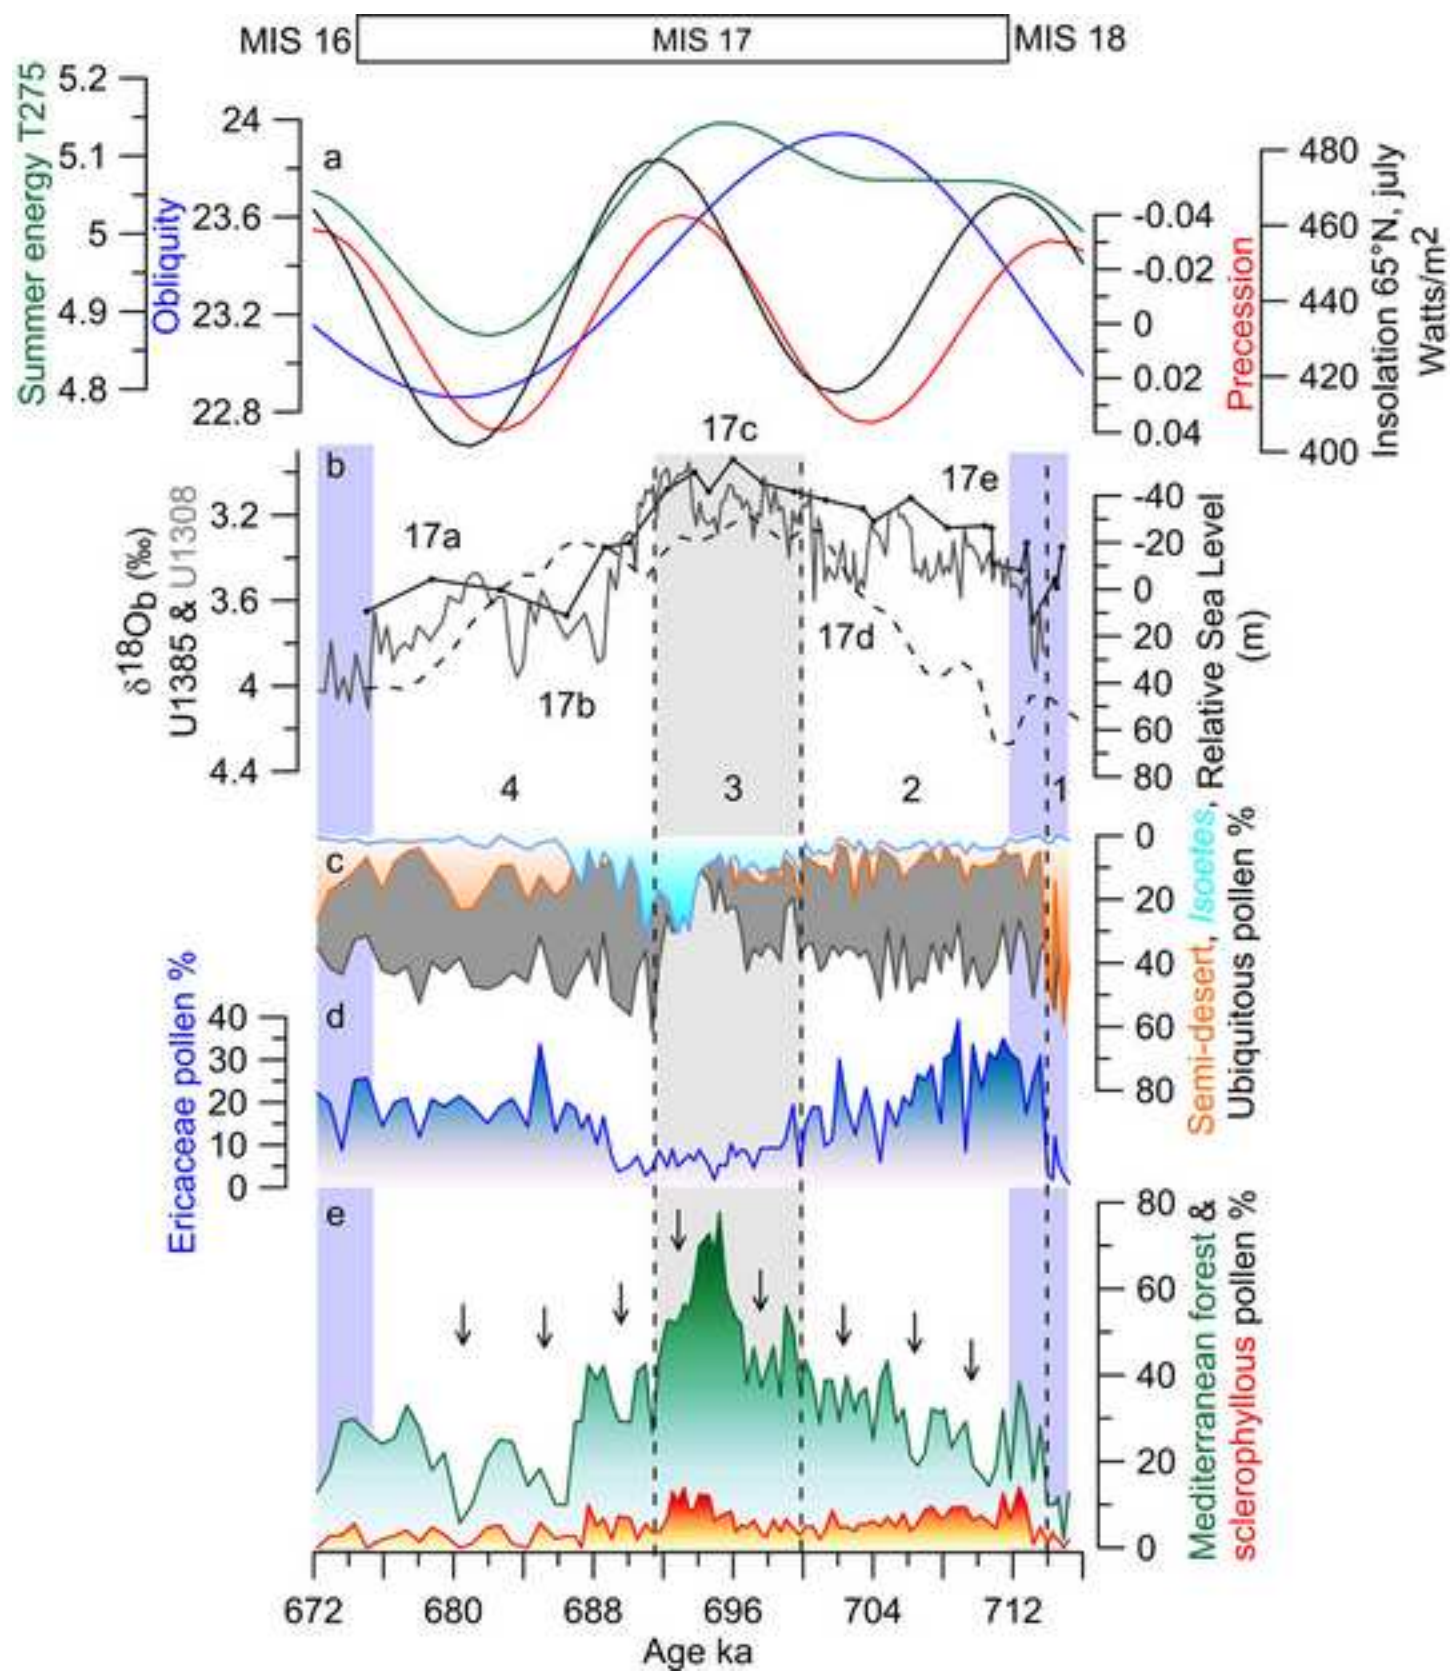 MIS 16
MIS 17
MIS 18
Summer energy T275
5.2
5.1
5
4.9
4.8
Obliquity
24
23.6
23.2
22.8
a
-0.04
-0.02
0
0.02
0.04
Precession
480
460
440
420
400
Insolation 65°N, july
Watts/m2
b
17a
17b
17c
17d
17e
δ18Ob (‰)
U1385 & U1308
3.2
3.6
4
4.4
-40
-20
0
20
40
60
80
Relative Sea Level
(m)
4
3
2
1
c
0
20
40
60
80
Semi-desert, Isoetes,
Ubiquitous pollen %
d
Ericaceae pollen %
40
30
20
10
0
e
80
60
40
20
0
Mediterranean forest &
sclerophyllous pollen %
672
680
688
696
704
712
Age ka